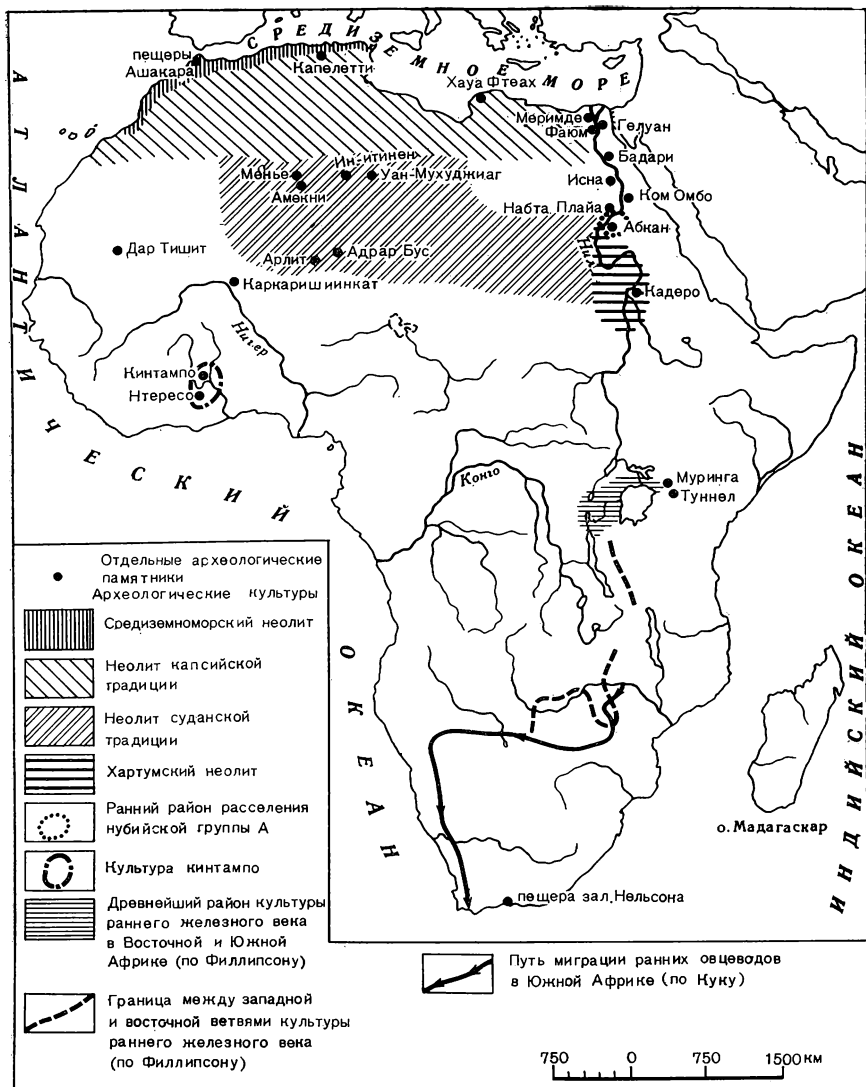 СРЕДИЗЕМНОЕ МОРЕ
АТЛАНТИЧЕСКИЙ ОКЕАН
ИНДИЙСКИЙ ОКЕАН
пещеры
Ашакара
Капелетти
Хауа Фтеах
Меримде
Фаюм
Гелуан
Бадари
Исна
Ком Омбо
Набта Плайа
Абкан
Нил
Менье
Ин-итинен
Уан-Мухуджиаг
Амекни
Дар Тишит
Арлит
Адрар Бус
Каркаришиинкат
Кадеро
Нигер
Кинтампо
Нтересо
Конго
Муринга
Туннел
о. Мадагаскар
пещера зал. Нельсона
Отдельные археологические
памятники
Археологические культуры
Средиземноморский неолит
Неолит капсийской
традиции
Неолит суданской
традиции
Хартумский неолит
Ранний район расселения
нубийской группы А
Культура кинтампо
Древнейший район культуры
раннего железного века
в Восточной и Южной
Африке (по Филлипсону)
Граница между западной
и восточной ветвями культуры
раннего железного века
(по Филлипсону)
Путь миграции ранних овцеводов
в Южной Африке (по Куку)
750 0 750 1500 км